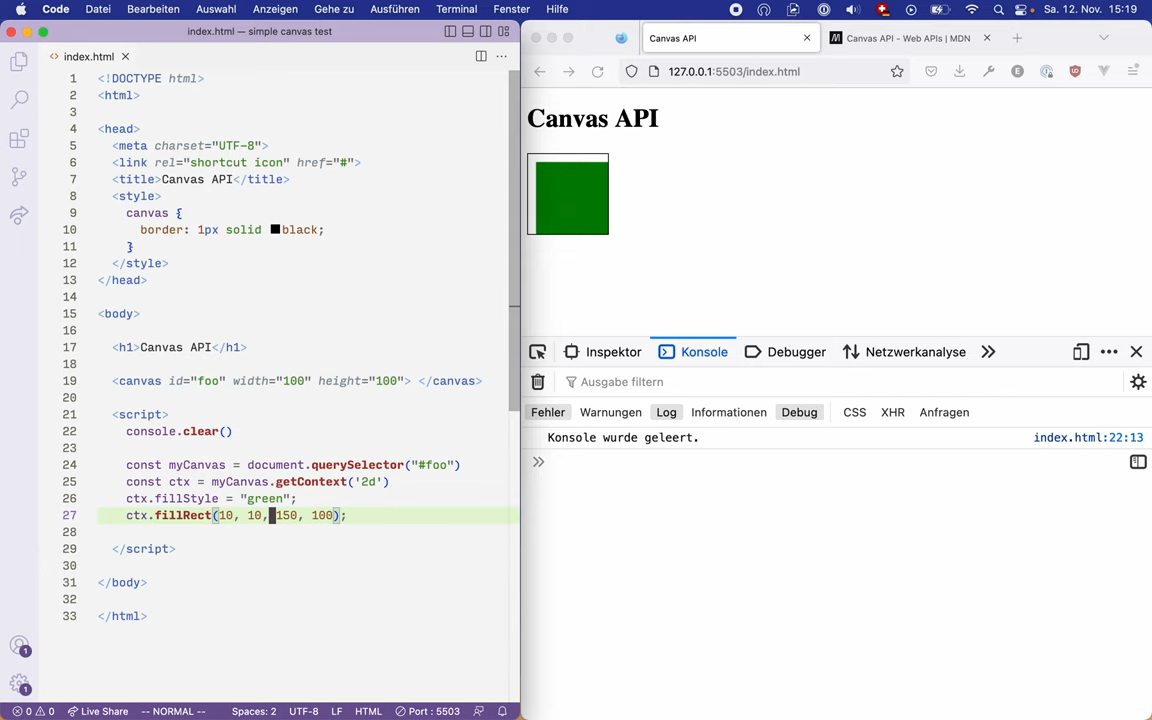 Code Datei Bearbeiten Auswahl Anzeigen Gehe zu Ausführen Terminal Fenster Hilfe Sa. 12. Nov. 15:19
index.html — simple canvas test
index.html
1 <!DOCTYPE html>
2 <html>
3
4 <head>
5 <meta charset="UTF-8">
6 <link rel="shortcut icon" href="#">
7 <title>Canvas API</title>
8 <style>
9 canvas {
10 border: 1px solid black;
11 }
12 </style>
13 </head>
14
15 <body>
16
17 <h1>Canvas API</h1>
18
19 <canvas id="foo" width="100" height="100"> </canvas>
20
21 <script>
22 console.clear()
23
24 const myCanvas = document.querySelector("#foo")
25 const ctx = myCanvas.getContext('2d')
26 ctx.fillStyle = "green";
27 ctx.fillRect(10, 10, 150, 100);
28
29 </script>
30
31 </body>
32
33 </html>
1
1
0 0 Live Share -- NORMAL -- Spaces: 2 UTF-8 LF HTML Port : 5503
Canvas API
Canvas API - Web APIs | MDN
127.0.0.1:5503/index.html
Canvas API
Inspektor Konsole Debugger Netzwerkanalyse
Ausgabe filtern
Fehler Warnungen Log Informationen Debug CSS XHR Anfragen
Konsole wurde geleert. index.html:22:13